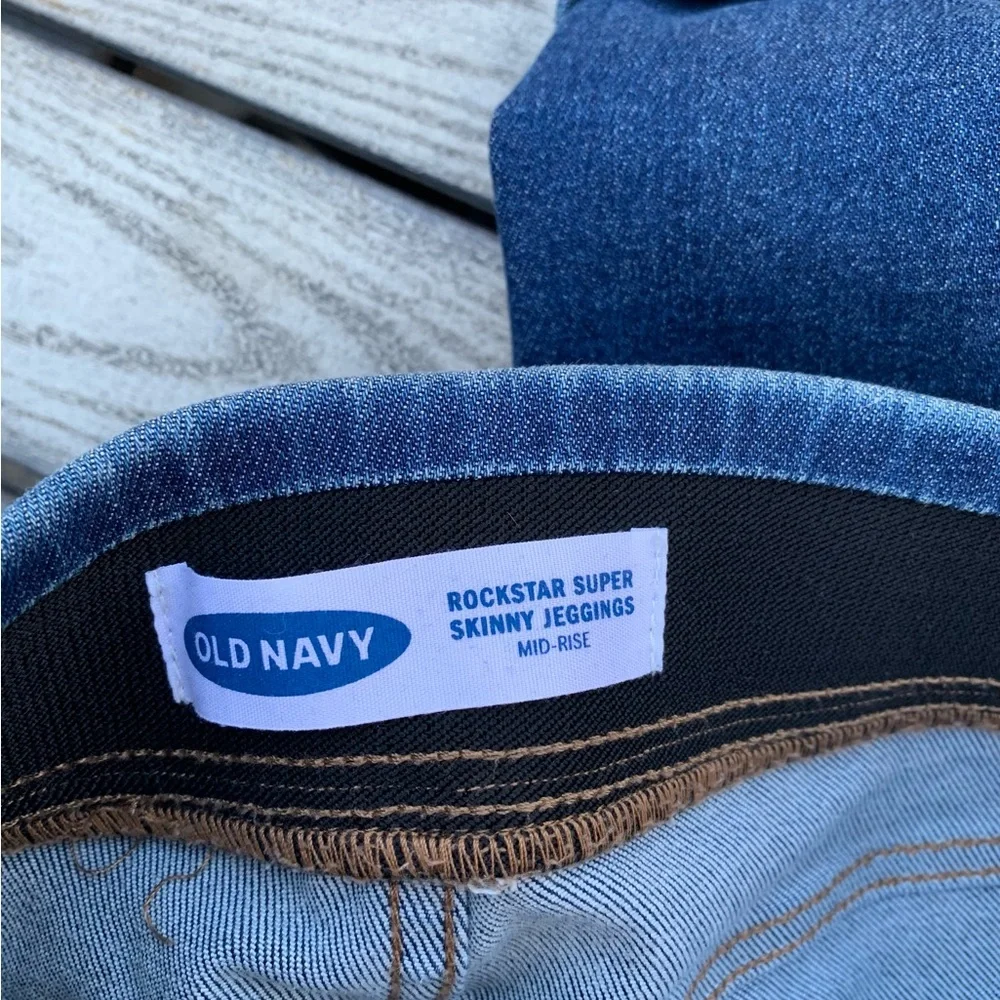 OLD NAVY
ROCKSTAR SUPER
SKINNY JEGGINGS
MID-RISE